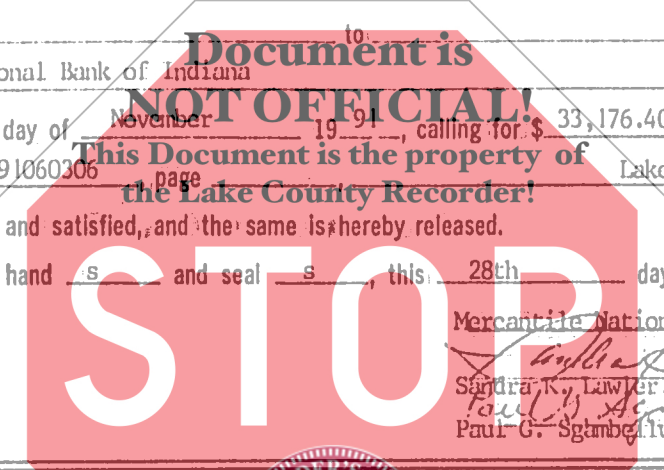 to
Document is
onal Bank of Indiana
NOT OFFICIAL!
day of November 19 91, calling for $ 33,176.40
This Document is the property of
91060306, page
the Lake County Recorder!
and satisfied, and the same is hereby released.
hand s and seal s, this 28th day
STOP
Mercantile Nation
Sandra K. Lawler
Paul G.